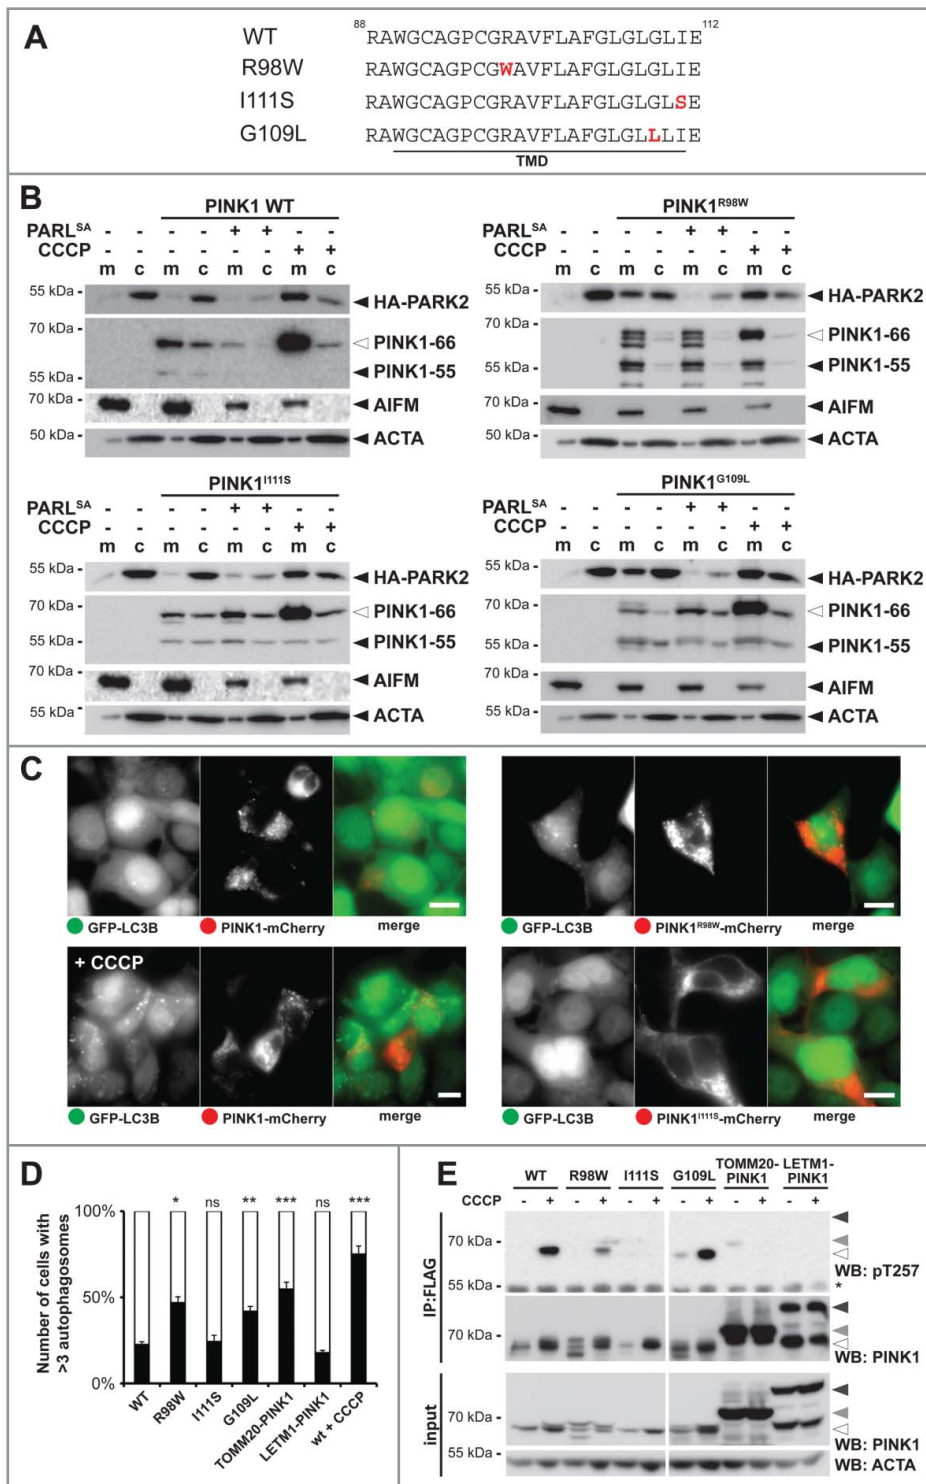 A
88 112
WT RAWGCAGPCGRAVFLAFGLGLGLIE
R98W RAWGCAGPCGWAVFLAFGLGLGLIE
I111S RAWGCAGPCGRAVFLAFGLGLGLSE
G109L RAWGCAGPCGRAVFLAFGLGLLLIE
TMD
B
PINK1 WT
PARLSA - - - - + + - -
CCCP - - - - - - + +
m c m c m c m c
55 kDa HA-PARK2
70 kDa
PINK1-66
55 kDa PINK1-55
70 kDa AIFM
50 kDa ACTA
PINK1R98W
PARLSA - - - - + + - -
CCCP - - - - - - + +
m c m c m c m c
55 kDa HA-PARK2
70 kDa PINK1-66
55 kDa PINK1-55
70 kDa AIFM
50 kDa ACTA
PINK1I111S
PARLSA - - - - + + - -
CCCP - - - - - - + +
m c m c m c m c
55 kDa HA-PARK2
70 kDa PINK1-66
55 kDa PINK1-55
70 kDa AIFM
55 kDa ACTA
PINK1G109L
PARLSA - - - - + + - -
CCCP - - - - - - + +
m c m c m c m c
55 kDa HA-PARK2
70 kDa PINK1-66
55 kDa PINK1-55
70 kDa AIFM
55 kDa ACTA
C
GFP-LC3B PINK1-mCherry merge
GFP-LC3B PINK1R98W-mCherry merge
+ CCCP
GFP-LC3B PINK1-mCherry merge
GFP-LC3B PINK1I111S-mCherry merge
D
* ns ** *** ns ***
100%
50%
0%
Number of cells with
>3 autophagosomes
WT R98W I111S G109L TOMM20-PINK1 LETM1-PINK1 wt + CCCP
E
WT R98W I111S G109L TOMM20-PINK1 LETM1-PINK1
CCCP - + - + - + - + - + - +
IP:FLAG
70 kDa
WB: pT257
55 kDa *
70 kDa
WB: PINK1
input
70 kDa
WB: PINK1
55 kDa
WB: ACTA